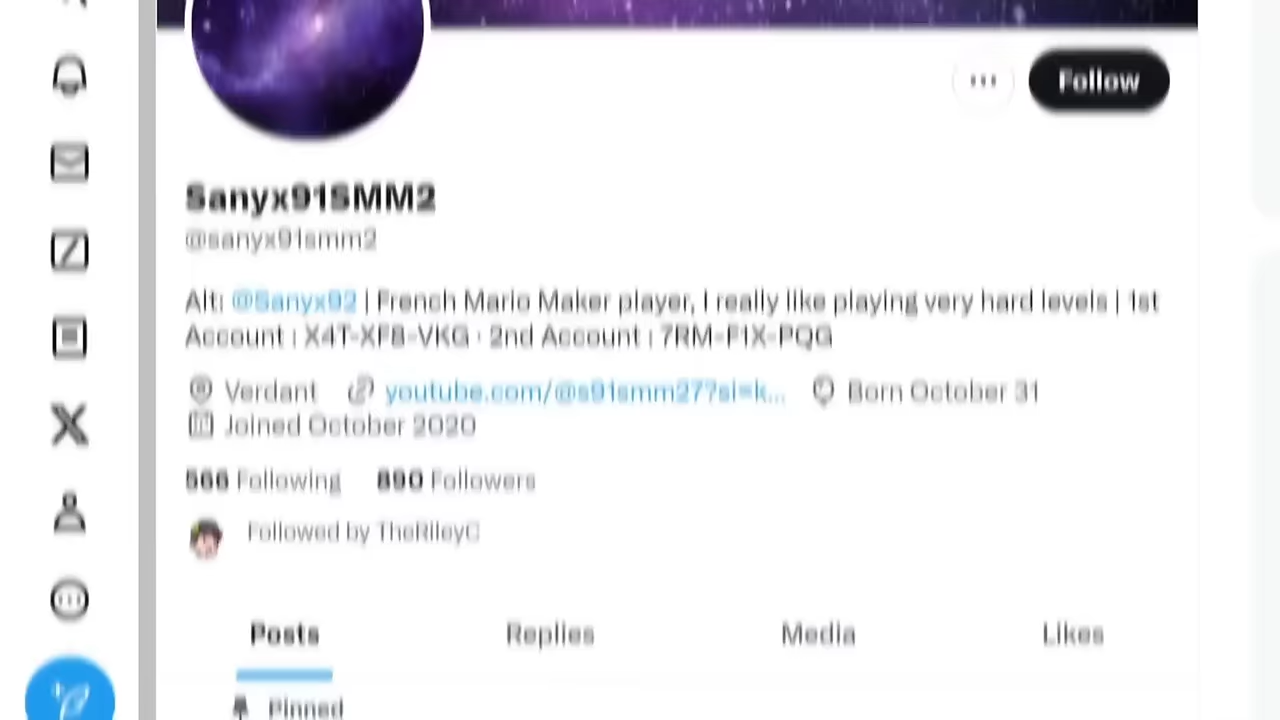 Follow
Sanyx91SMM2
@sanyx91smm2
Alt: @Sanyx92 | French Mario Maker player, I really like playing very hard levels | 1st
Account : X4T-XF8-VKG · 2nd Account : 7RM-F1X-PQG
Verdant youtube.com/@s91smm27?si=k... Born October 31
Joined October 2020
566 Following 890 Followers
Followed by TheRileyC
Posts Replies Media Likes
Pinned